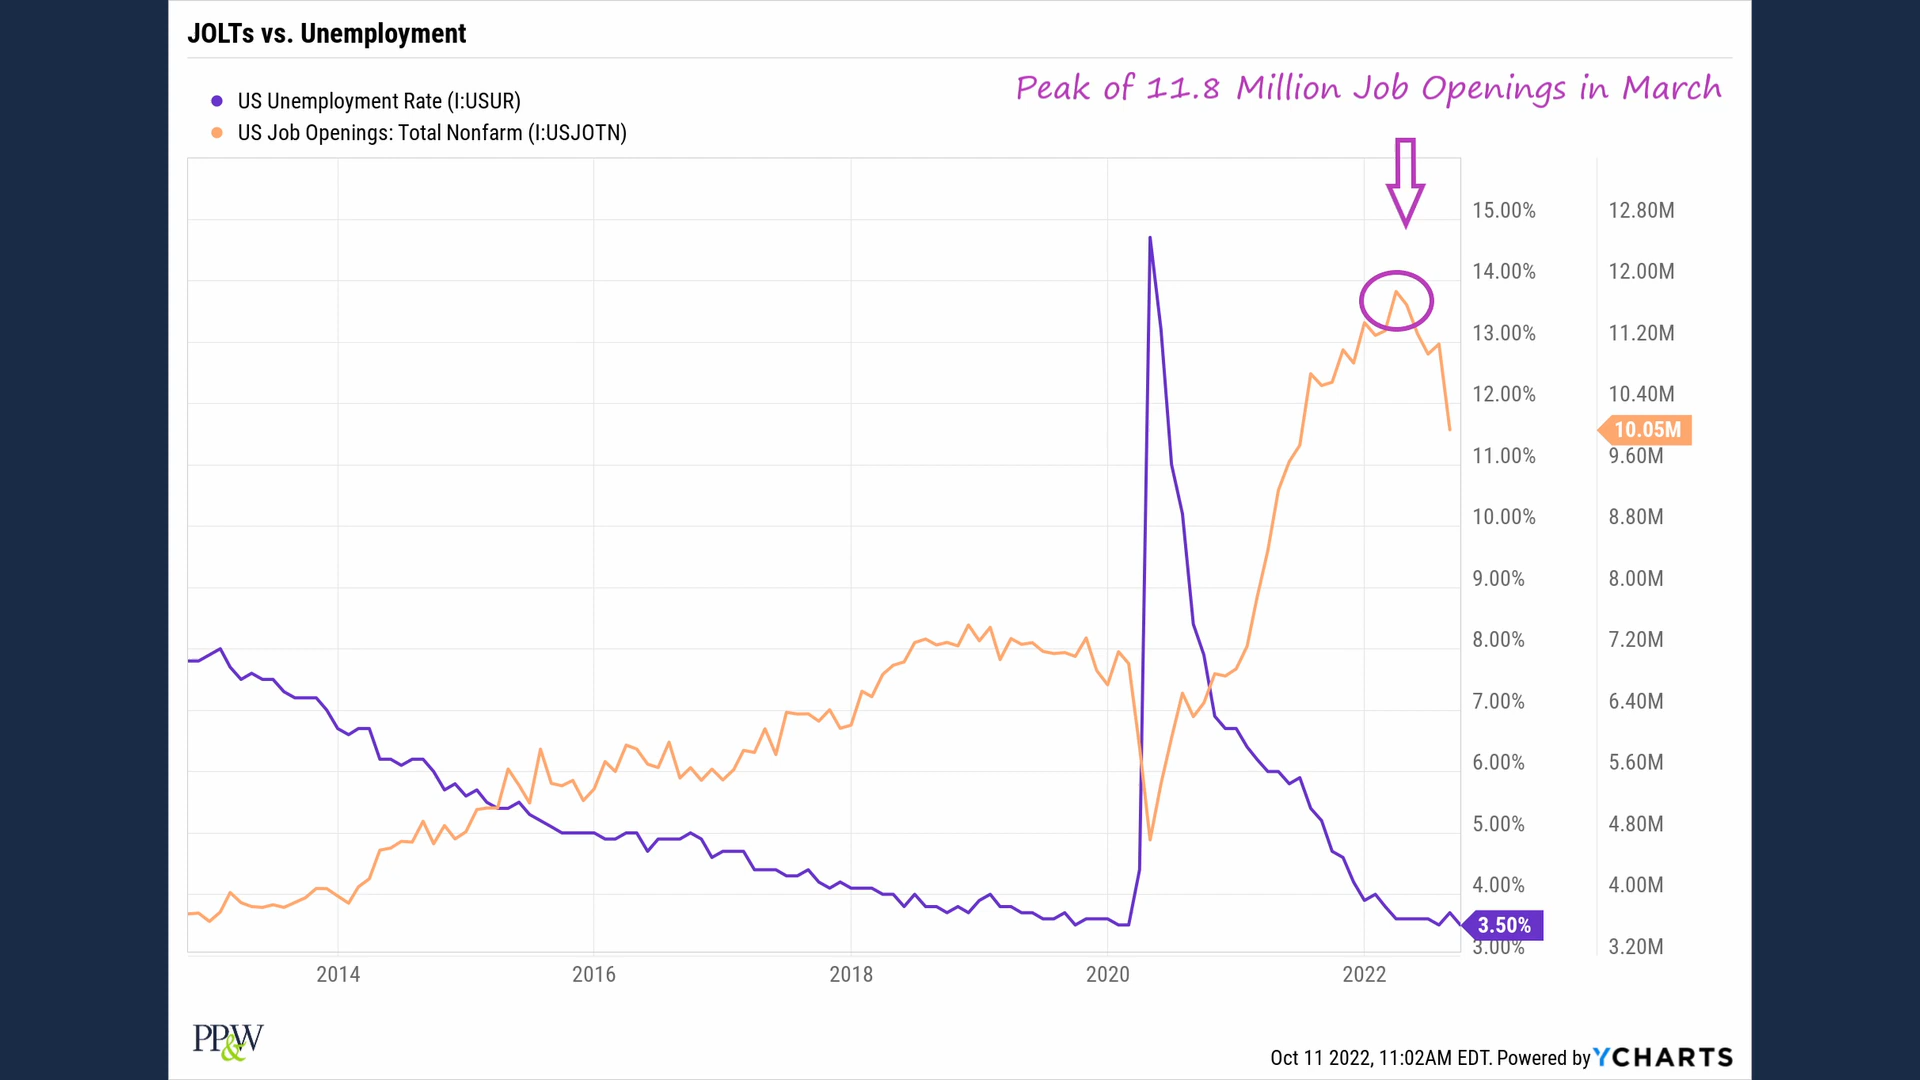 JOLTs vs. Unemployment
Peak of 11.8 Million Job Openings in March
US Unemployment Rate (I:USUR)
US Job Openings: Total Nonfarm (I:USJOTN)
15.00% 12.80M
14.00% 12.00M
13.00% 11.20M
12.00% 10.40M
10.05M
11.00% 9.60M
10.00% 8.80M
9.00% 8.00M
8.00% 7.20M
7.00% 6.40M
6.00% 5.60M
5.00% 4.80M
4.00% 4.00M
3.50%
3.00% 3.20M
2014 2016 2018 2020 2022
PP&W
Oct 11 2022, 11:02AM EDT. Powered by YCHARTS